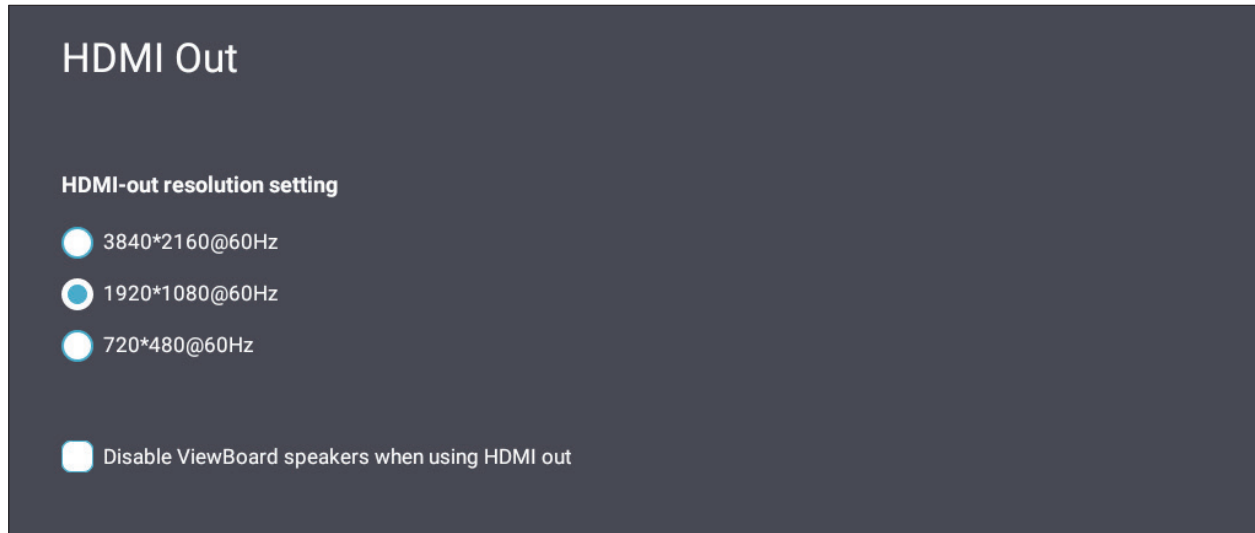 HDMI Out
HDMI-out resolution setting
3840*2160@60Hz
1920*1080@60Hz
720*480@60Hz
Disable ViewBoard speakers when using HDMI out